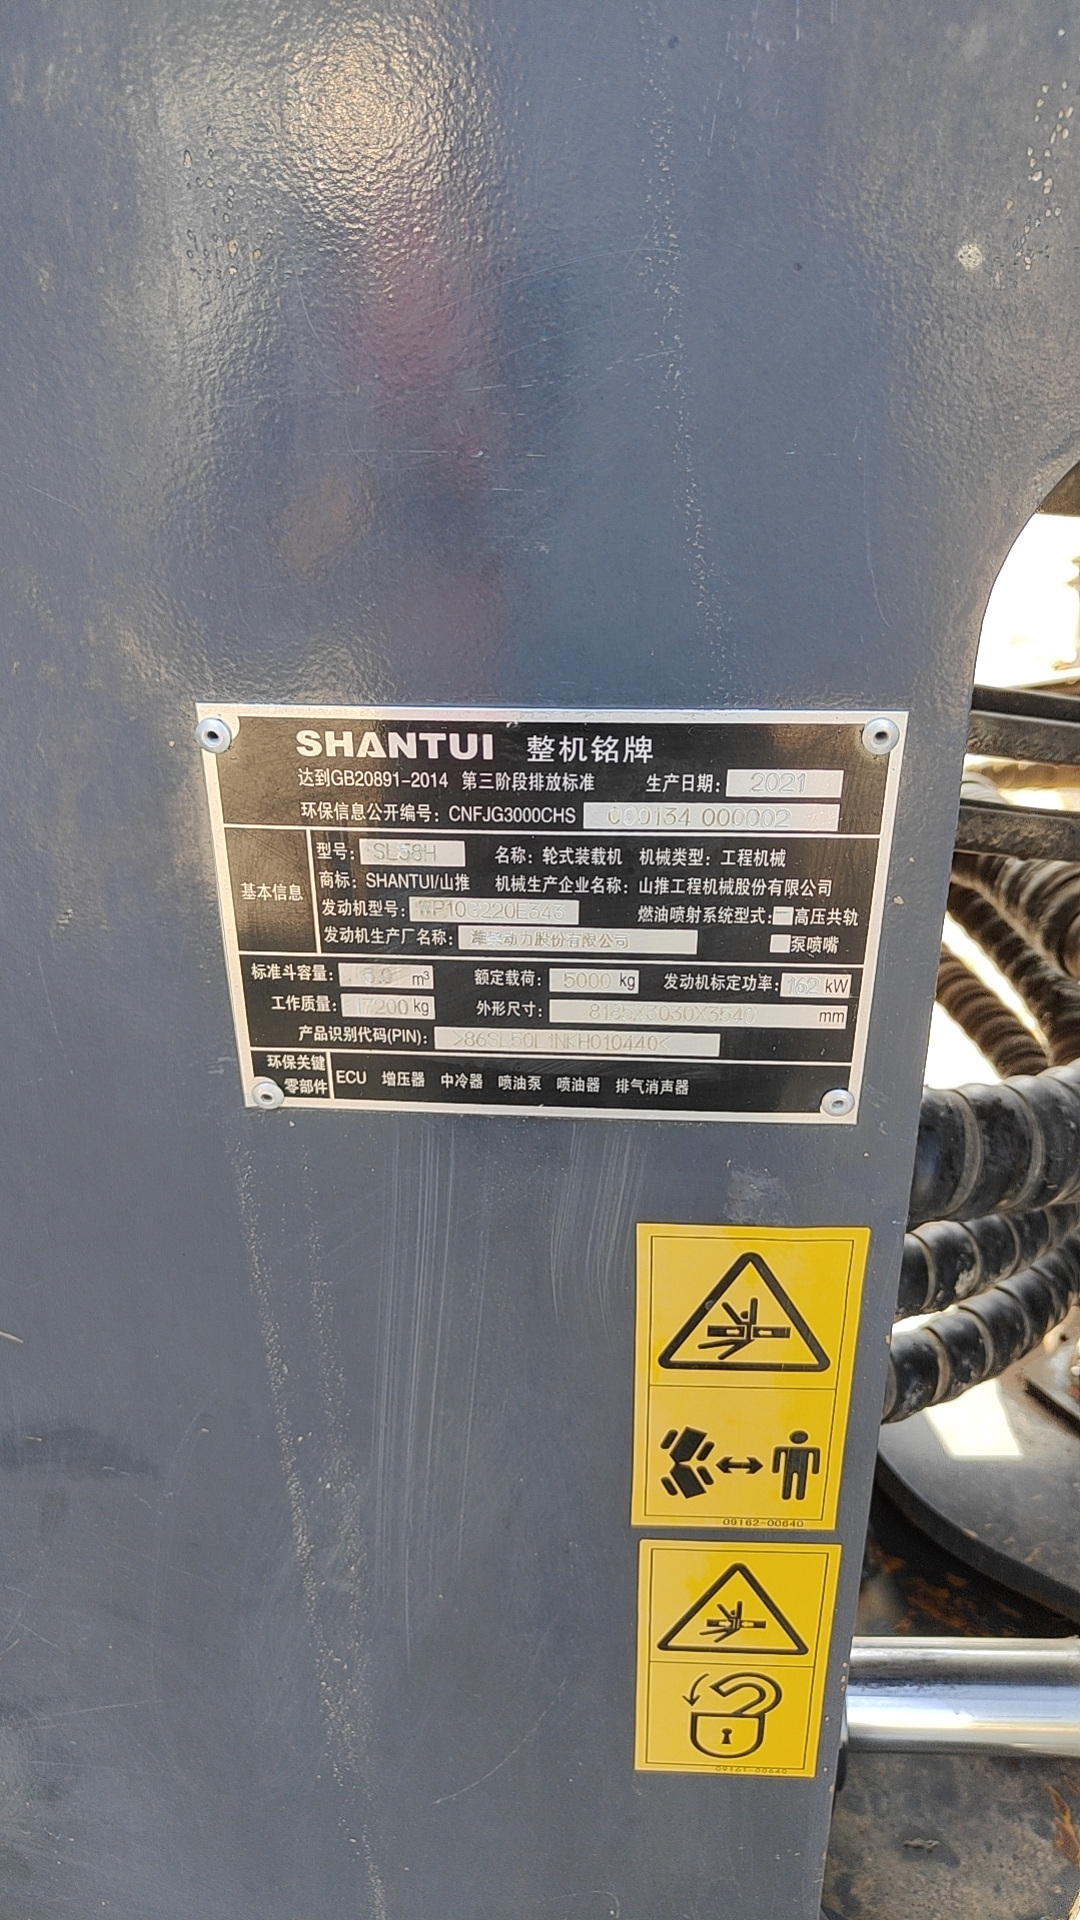 SHANTUI 整机铭牌
达到GB20891-2014 第三阶段排放标准 生产日期: 2021
环保信息公开编号: CNFJG3000CHS C00134 000002
基本信息
型号: SL58H 名称: 轮式装载机 机械类型: 工程机械
商标: SHANTUI/山推 机械生产企业名称: 山推工程机械股份有限公司
发动机型号: WP10G220E343 燃油喷射系统型式: 高压共轨
发动机生产厂名称: 潍柴动力股份有限公司 泵喷嘴
标准斗容量: m³ 额定载荷: 5000 kg 发动机标定功率: 162 kW
工作质量: 17200 kg 外形尺寸: mm
产品识别代码(PIN):
环保关键零部件 ECU 增压器 中冷器 喷油泵 喷油器 排气消声器
09162-00640
09161-00640